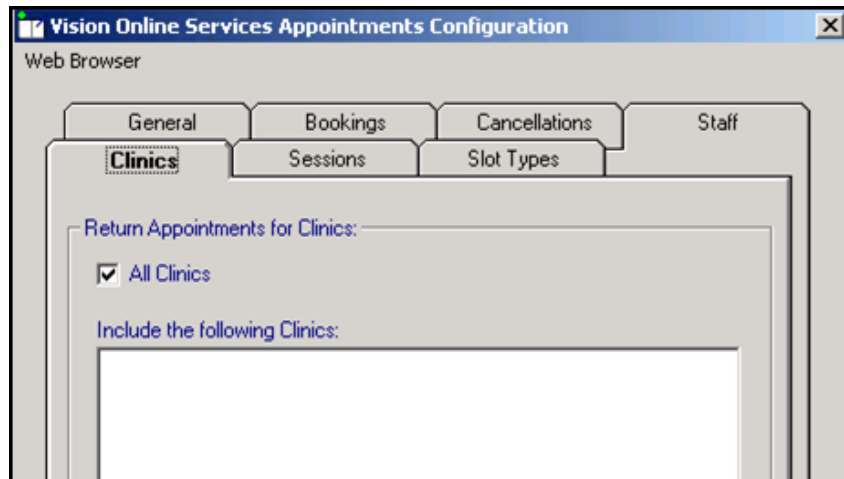 Vision Online Services Appointments Configuration
Web Browser
General Bookings Cancellations Staff
Clinics Sessions Slot Types
Return Appointments for Clinics:
All Clinics
Include the following Clinics: